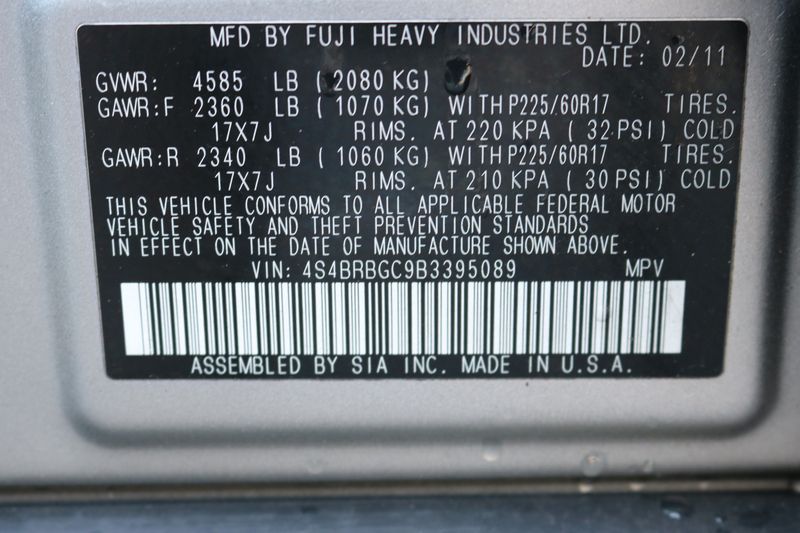 MFD BY FUJI HEAVY INDUSTRIES LTD.
DATE: 02/11
GVWR: 4585 LB ( 2080 KG)
GAWR:F 2360 LB ( 1070 KG) WITHP225/60R17 TIRES.
17X7J RIMS. AT 220 KPA ( 32 PSI) COLD
GAWR:R 2340 LB ( 1060 KG) WITHP225/60R17 TIRES.
17X7J RIMS. AT 210 KPA ( 30 PSI) COLD
THIS VEHICLE CONFORMS TO ALL APPLICABLE FEDERAL MOTOR
VEHICLE SAFETY AND THEFT PREVENTION STANDARDS
IN EFFECT ON THE DATE OF MANUFACTURE SHOWN ABOVE.
VIN: 4S4BRBGC9B3395089 MPV
ASSEMBLED BY SIA INC. MADE IN U.S.A.